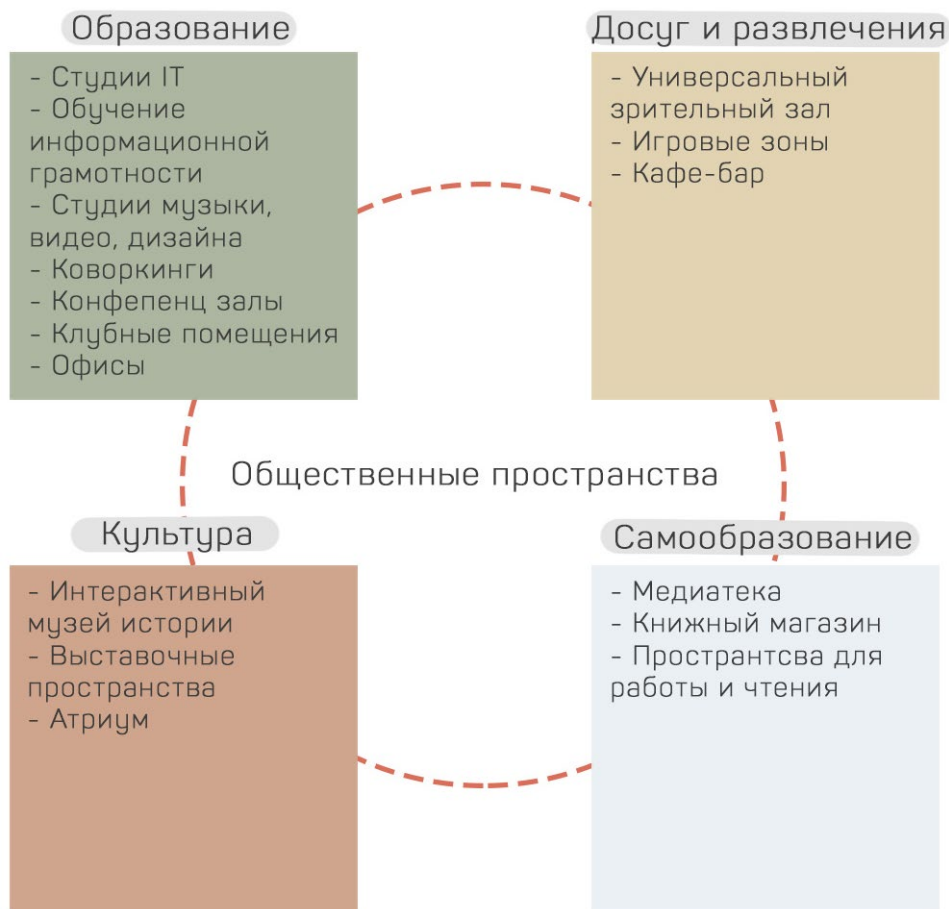 Образование
- Студии IT
- Обучение
информационной
грамотности
- Студии музыки,
видео, дизайна
- Коворкинги
- Конфепенц залы
- Клубные помещения
- Офисы
Досуг и развлечения
- Универсальный
зрительный зал
- Игровые зоны
- Кафе-бар
Общественные пространства
Культура
- Интерактивный
музей истории
- Выставочные
пространства
- Атриум
Самообразование
- Медиатека
- Книжный магазин
- Пространтсва для
работы и чтения